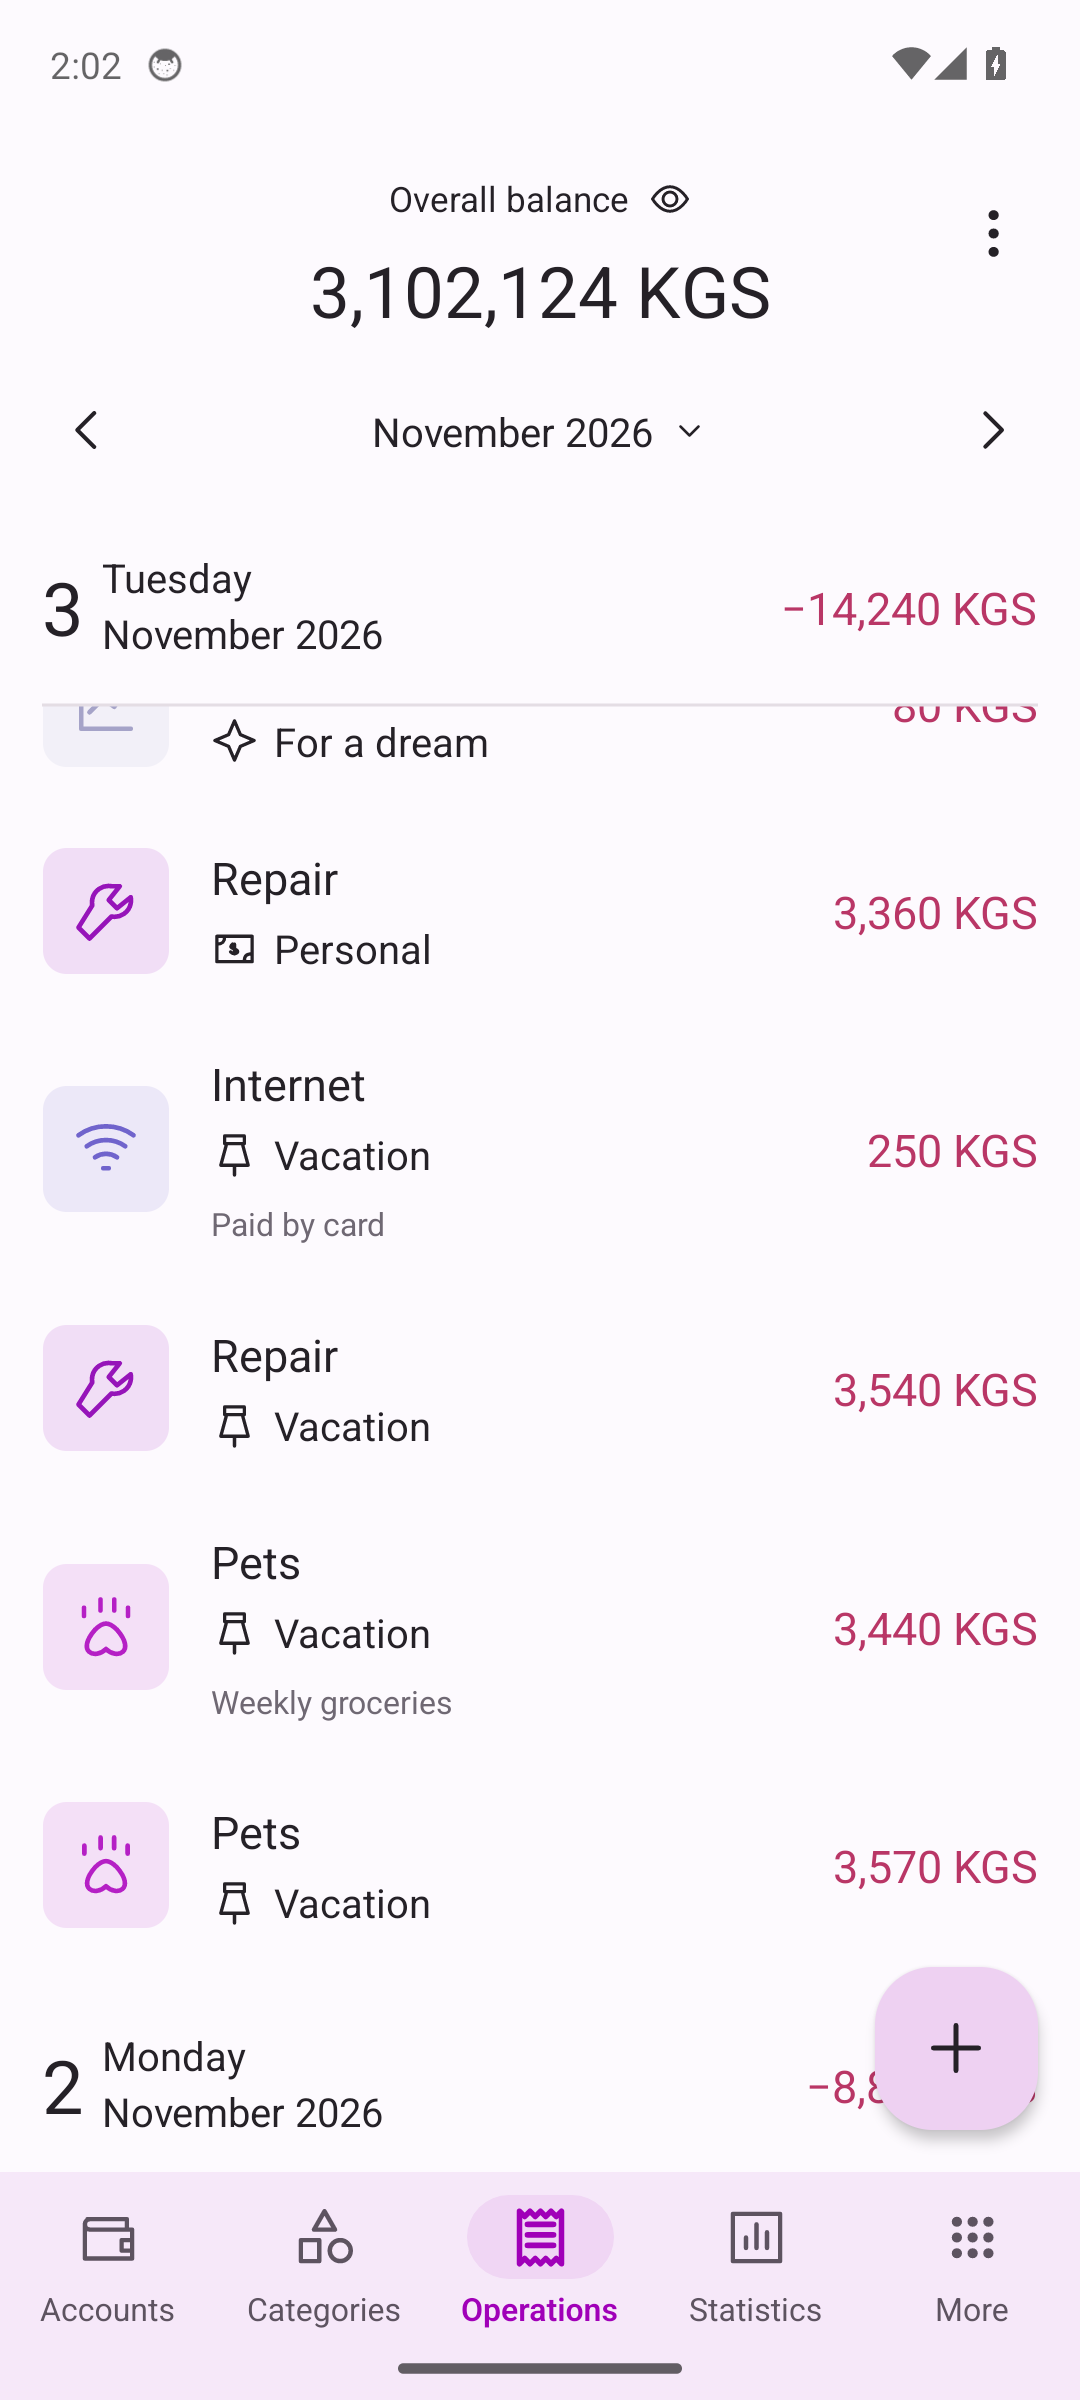 2:02
Overall balance
3,102,124 KGS
November 2026
3 Tuesday
November 2026
−14,240 KGS
80 KGS
For a dream
Repair
Personal
3,360 KGS
Internet
Vacation
Paid by card
250 KGS
Repair
Vacation
3,540 KGS
Pets
Vacation
Weekly groceries
3,440 KGS
Pets
Vacation
3,570 KGS
2 Monday
November 2026
Accounts
Categories
Operations
Statistics
More